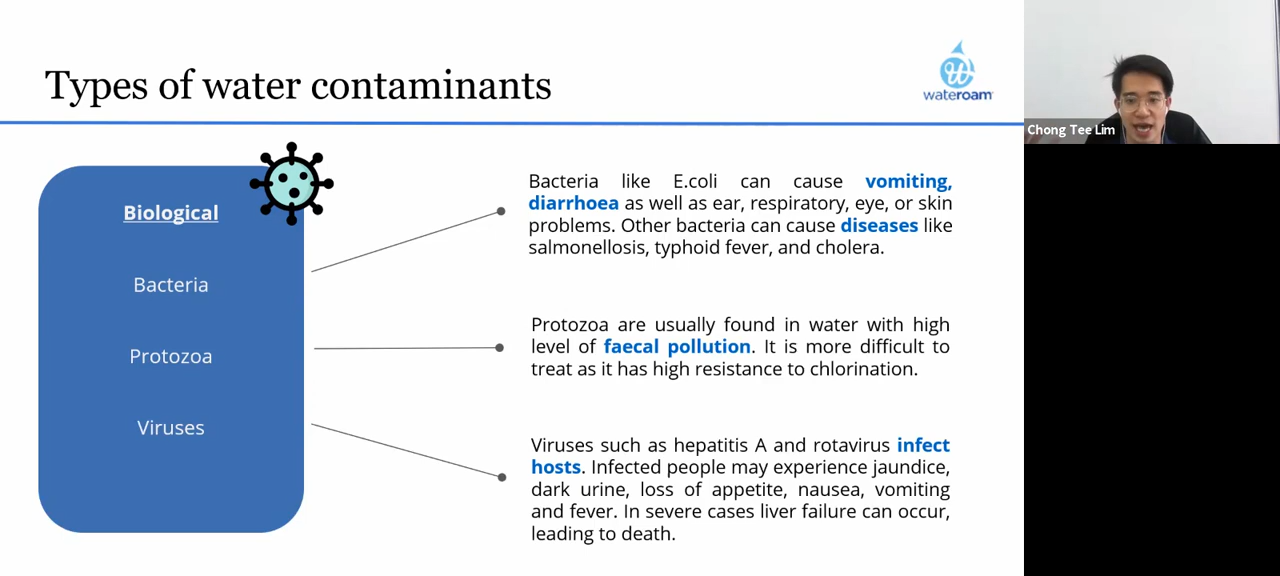 Types of water contaminants
wateroam
Chong Tee Lim
Biological
Bacteria
Protozoa
Viruses
Bacteria like E.coli can cause vomiting,
diarrhoea as well as ear, respiratory, eye, or skin
problems. Other bacteria can cause diseases like
salmonellosis, typhoid fever, and cholera.
Protozoa are usually found in water with high
level of faecal pollution. It is more difficult to
treat as it has high resistance to chlorination.
Viruses such as hepatitis A and rotavirus infect
hosts. Infected people may experience jaundice,
dark urine, loss of appetite, nausea, vomiting
and fever. In severe cases liver failure can occur,
leading to death.